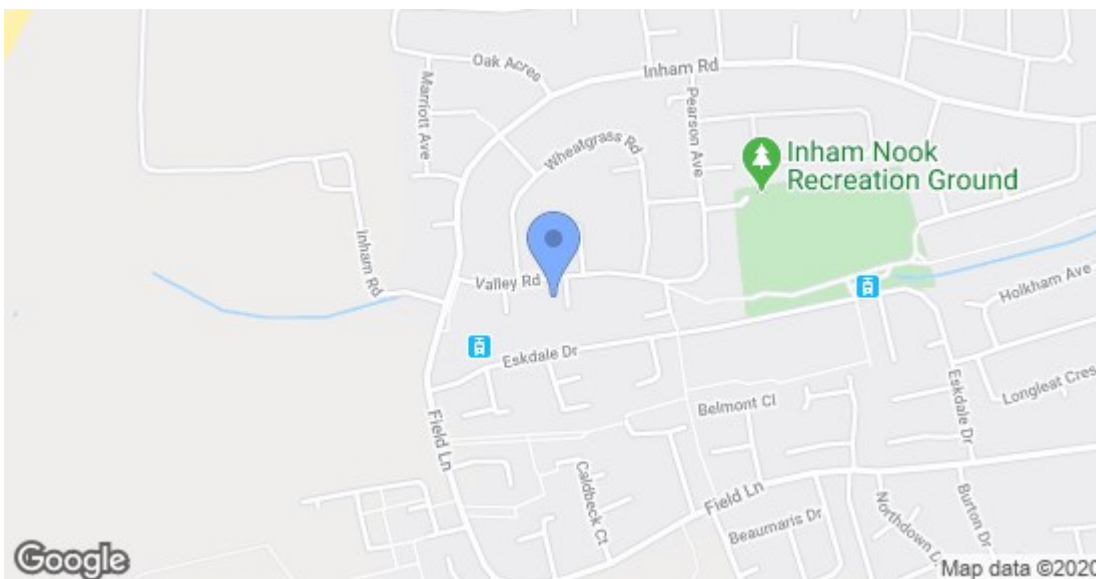 Oak Acres
Inham Rd
Marriott Ave
Pearson Ave
Wheatgrass Rd
Inham Nook
Recreation Ground
Inham Rd
Valley Rd
Holkham Ave
Eskdale Dr
Longleat Cres
Eskdale Dr
Belmont Cl
Field Ln
Caldbeck Ct
Field Ln
Beaumaris Dr
Northdown D
Burton Dr
Google
Map data ©2020